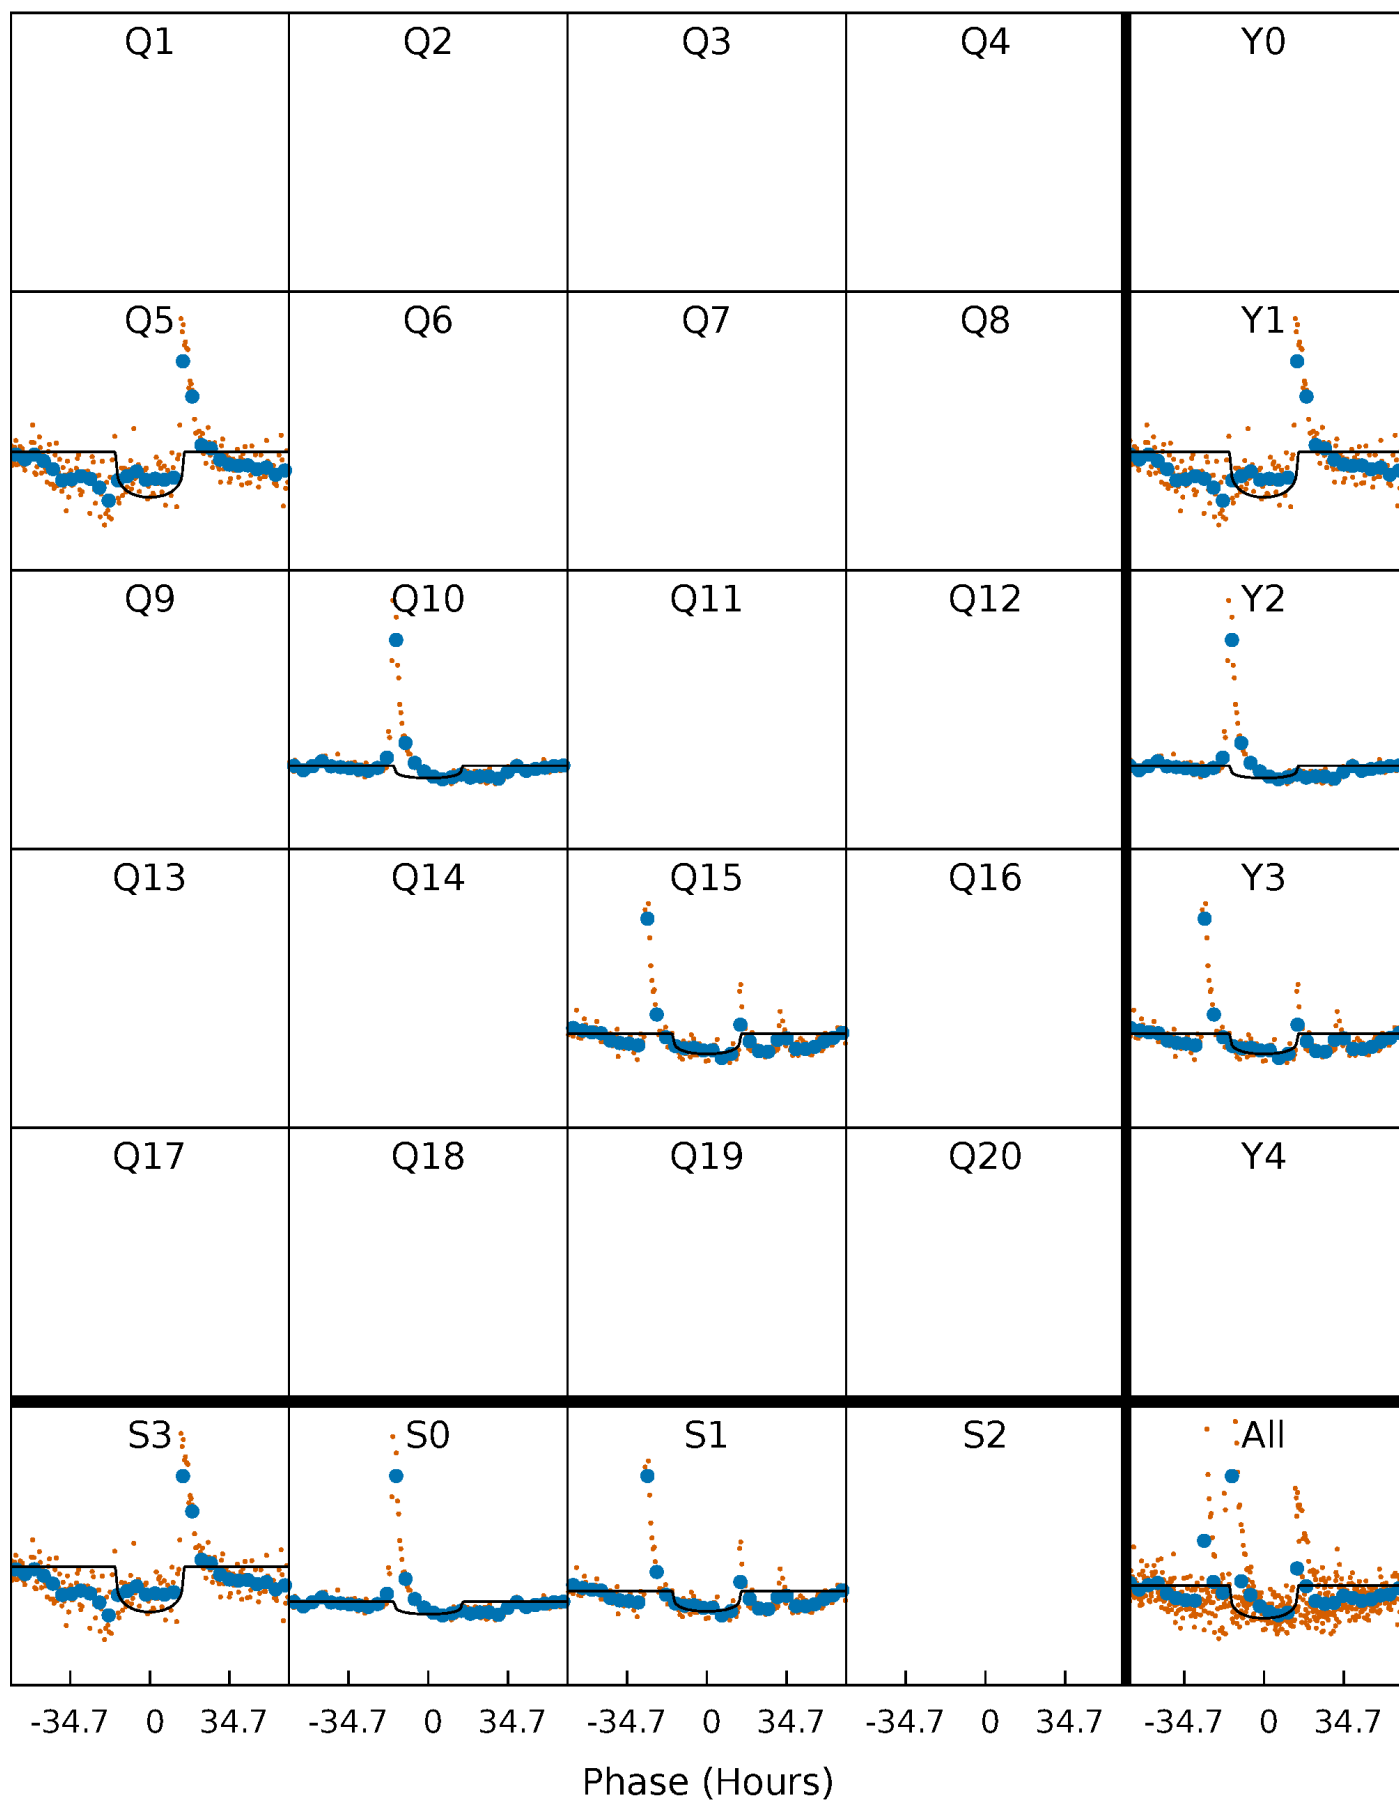 Q1 Q2 Q3 Q4 Y0
Q5 Q6 Q7 Q8 Y1
Q9 Q10 Q11 Q12 Y2
Q13 Q14 Q15 Q16 Y3
Q17 Q18 Q19 Q20 Y4
S3 S0 S1 S2 All
-34.7 0 34.7 -34.7 0 34.7 -34.7 0 34.7 -34.7 0 34.7 -34.7 0 34.7
Phase (Hours)